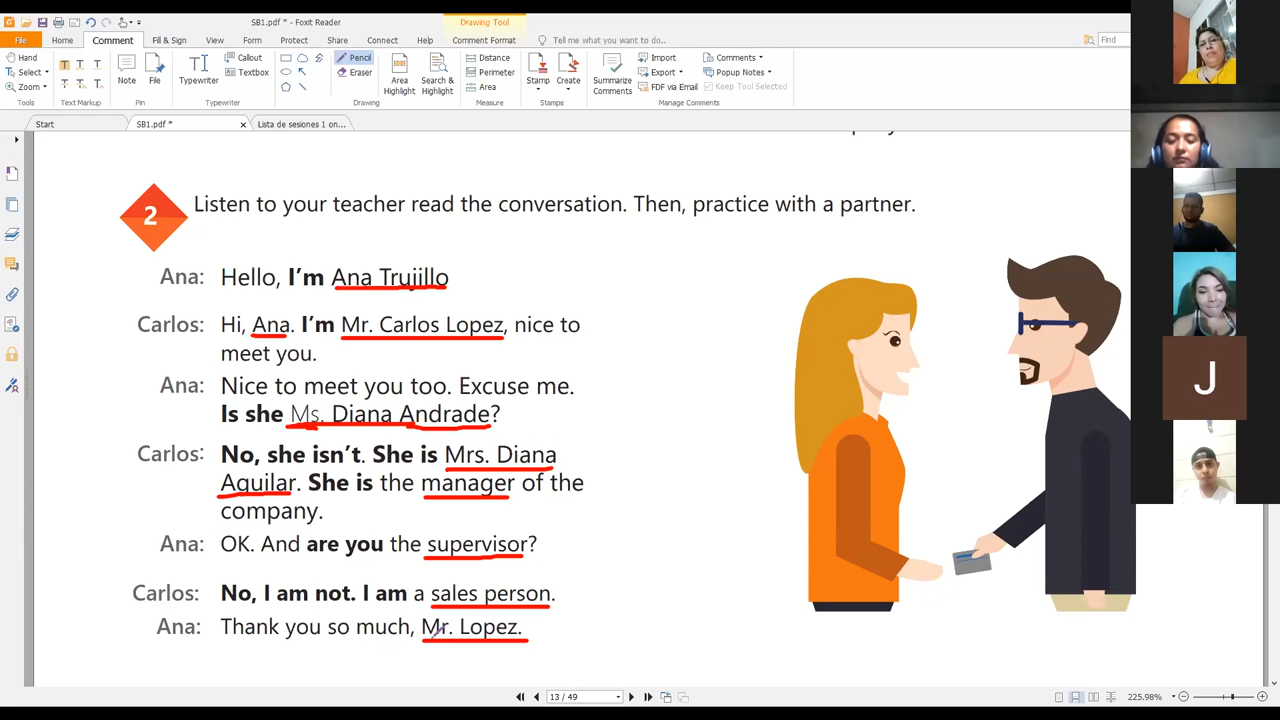 SB1.pdf * - Foxit Reader
Drawing Tool
File Home Comment Fill & Sign View Form Protect Share Connect Help Comment Format Tell me what you want to do... Find
Hand
Select
Zoom
Tools
Text Markup
Note
File
Pin
Typewriter
Callout
Textbox
Typewriter
Pencil
Eraser
Drawing
Area Highlight
Search & Highlight
Distance
Perimeter
Area
Measure
Stamp
Create
Stamps
Summarize Comments
Import
Export
FDF via Email
Comments
Popup Notes
Keep Tool Selected
Manage Comments
Start SB1.pdf * Lista de sesiones 1 on...
2 Listen to your teacher read the conversation. Then, practice with a partner.
Ana: Hello, I'm Ana Trujillo
Carlos: Hi, Ana. I'm Mr. Carlos Lopez, nice to
meet you.
Ana: Nice to meet you too. Excuse me.
Is she Ms. Diana Andrade?
Carlos: No, she isn't. She is Mrs. Diana
Aguilar. She is the manager of the
company.
Ana: OK. And are you the supervisor?
Carlos: No, I am not. I am a sales person.
Ana: Thank you so much, Mr. Lopez.
J
13 / 49
225.98%